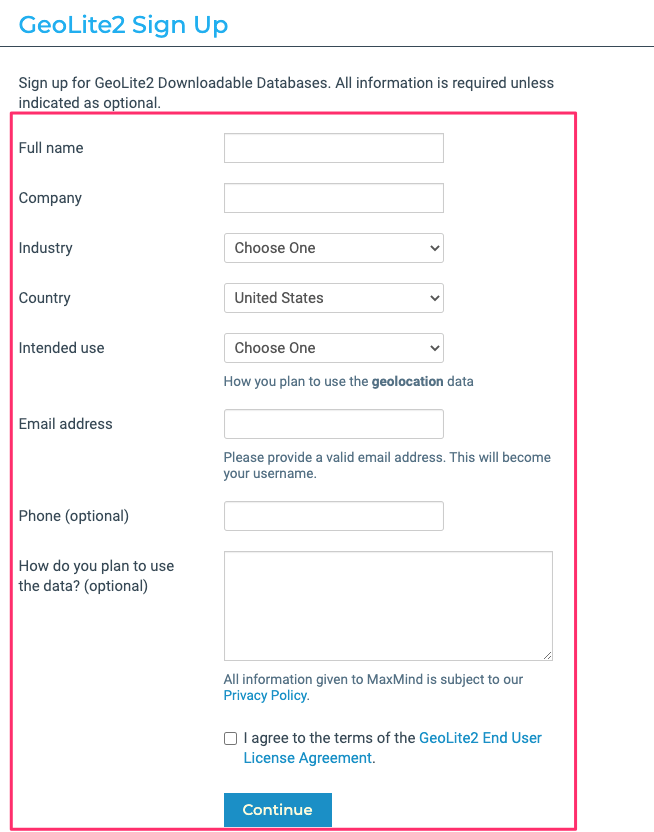 GeoLite2 Sign Up
Sign up for GeoLite2 Downloadable Databases. All information is required unless
indicated as optional.
Full name
Company
Industry Choose One
Country United States
Intended use Choose One
How you plan to use the geolocation data
Email address
Please provide a valid email address. This will become
your username.
Phone (optional)
How do you plan to use
the data? (optional)
All information given to MaxMind is subject to our
Privacy Policy.
I agree to the terms of the GeoLite2 End User
License Agreement.
Continue